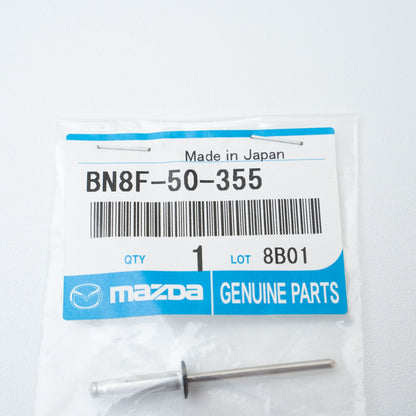 Made in Japan
BN8F-50-355
QTY 1 LOT 8B01
mazda GENUINE PARTS